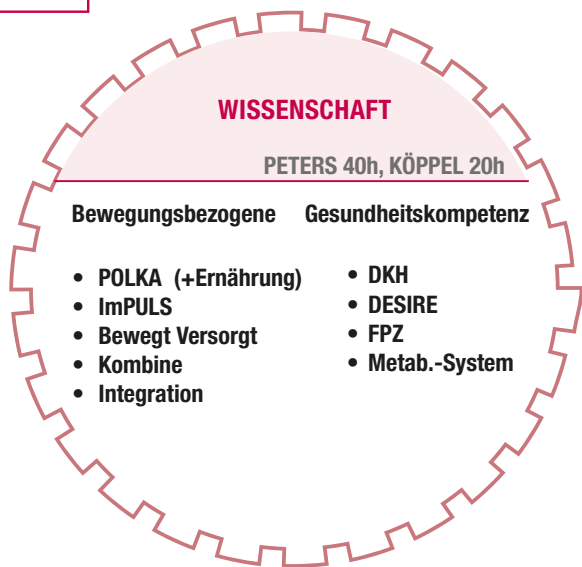 WISSENSCHAFT
PETERS 40h, KÖPPEL 20h
Bewegungsbezogene Gesundheitskompetenz
• POLKA (+Ernährung)
• ImPULS
• Bewegt Versorgt
• Kombine
• Integration
• DKH
• DESIRE
• FPZ
• Metab.-System